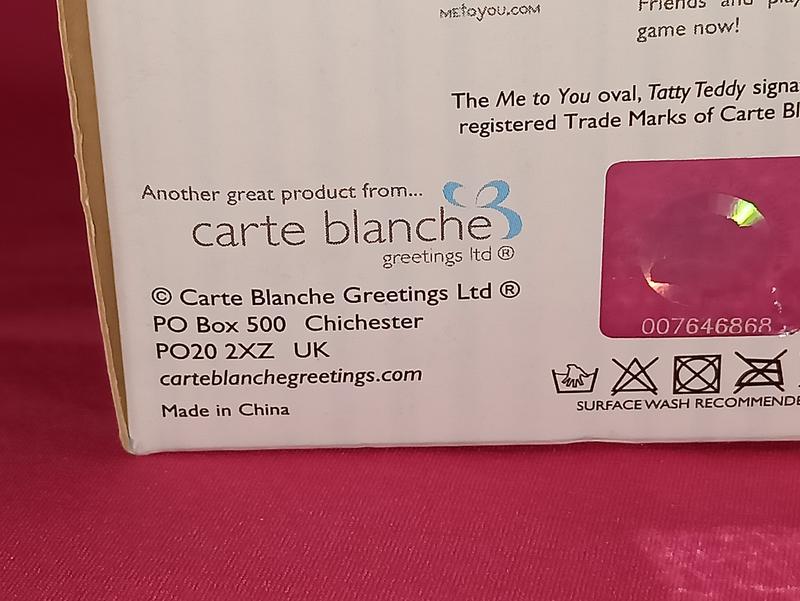 METOYOU.COM
Friends and
game now!
The Me to You oval, Tatty Teddy
registered Trade Marks of Carte
Another great product from...
carte blanche
greetings ltd ®
© Carte Blanche Greetings Ltd ®
PO Box 500 Chichester
PO20 2XZ UK
carteblanchegreetings.com
Made in China
007646868
SURFACE WASH